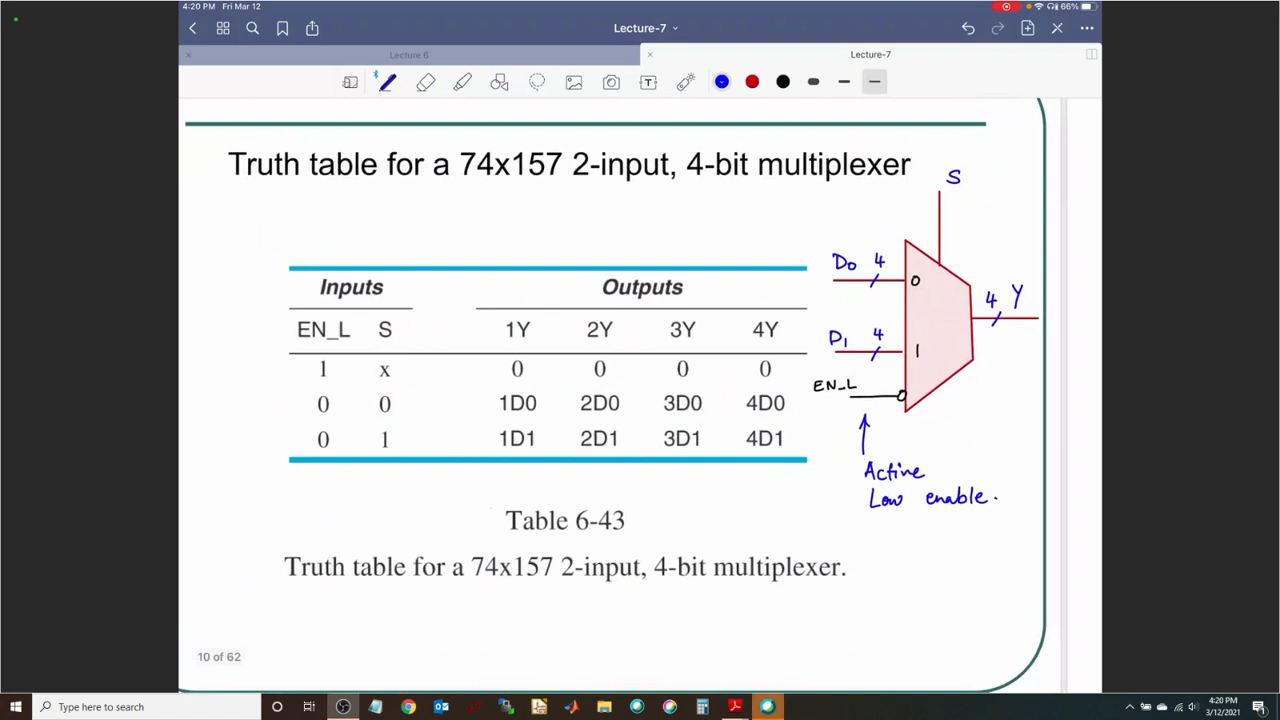 4:20 PM Fri Mar 12
66%
Lecture-7
Lecture 6
Lecture-7
Truth table for a 74x157 2-input, 4-bit multiplexer
S
Inputs Outputs
EN_L S 1Y 2Y 3Y 4Y
1 x 0 0 0 0
0 0 1D0 2D0 3D0 4D0
0 1 1D1 2D1 3D1 4D1
D0 4 0
4 Y
D1 4 1
EN_L
Active
Low enable.
Table 6-43
Truth table for a 74x157 2-input, 4-bit multiplexer.
10 of 62
Type here to search
4:20 PM
3/12/2021